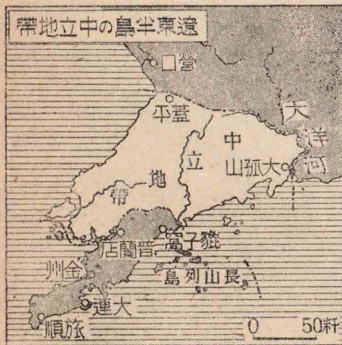 遼東半島の中立地帶
營口
蓋平
大洋河
中立地帶
大孤山
貔子窩
普蘭店
長山列島
金州
大連
旅順
0 50粁